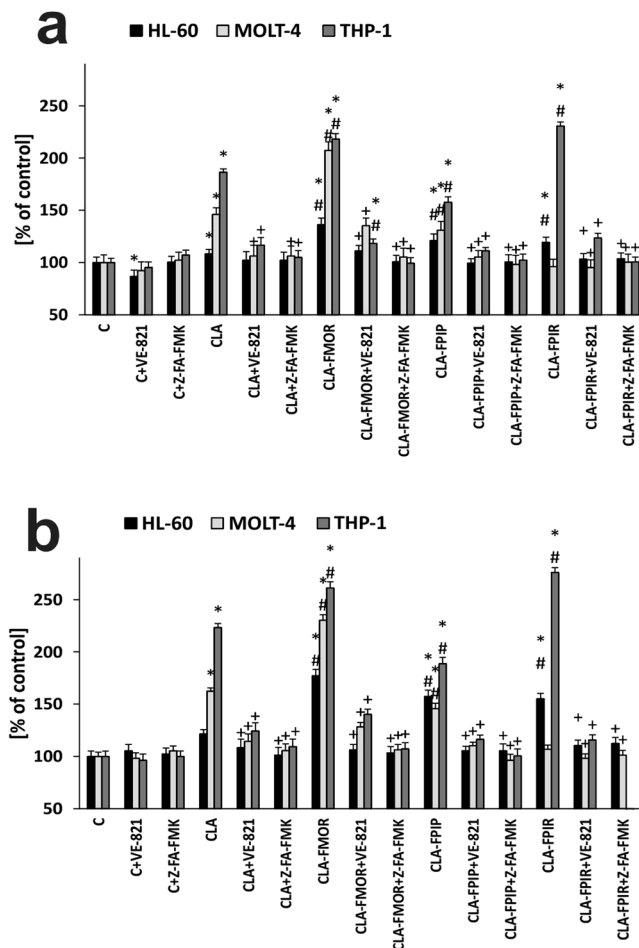 a
HL-60 MOLT-4 THP-1
[% of control]
250
200
150
100
50
* * * * * # * # * # * # + + * # + + + * # * # * # + + + + + + * # * # + + + + + +
C
C+VE-821
C+Z-FA-FMK
CLA
CLA+VE-821
CLA+Z-FA-FMK
CLA-FMOR
CLA-FMOR+VE-821
CLA-FMOR+Z-FA-FMK
CLA-FPIP
CLA-FPIP+VE-821
CLA-FPIP+Z-FA-FMK
CLA-FPIR
CLA-FPIR+VE-821
CLA-FPIR+Z-FA-FMK
b
HL-60 MOLT-4 THP-1
[% of control]
250
200
150
100
50
C
C+VE-821
C+Z-FA-FMK
CLA
CLA+VE-821
CLA+Z-FA-FMK
CLA-FMOR
CLA-FMOR+VE-821
CLA-FMOR+Z-FA-FMK
CLA-FPIP
CLA-FPIP+VE-821
CLA-FPIP+Z-FA-FMK
CLA-FPIR
CLA-FPIR+VE-821
CLA-FPIR+Z-FA-FMK